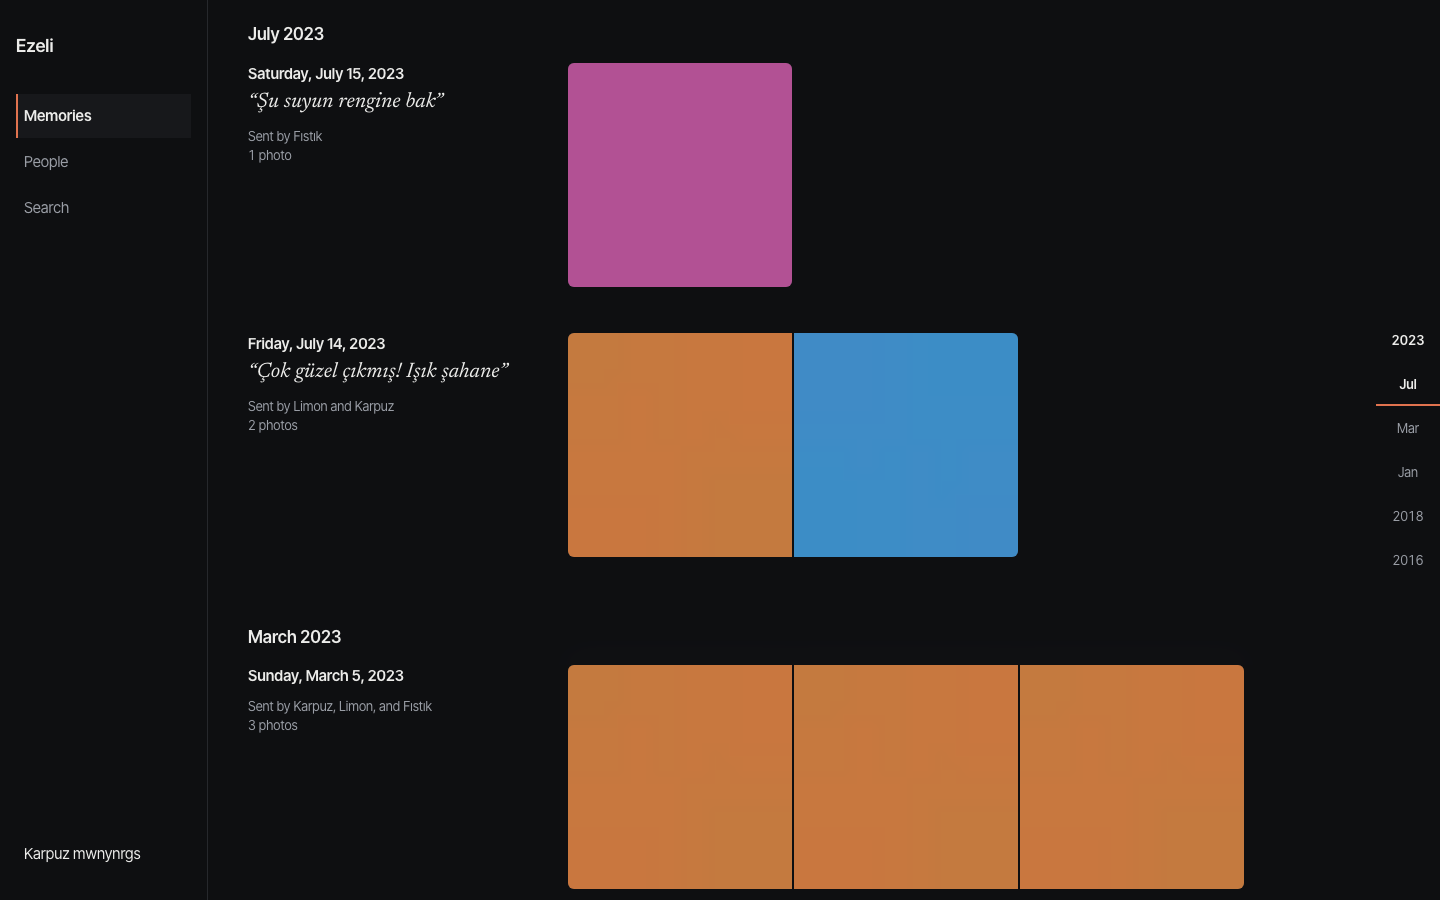 Ezeli
Memories
People
Search
Karpuz mwnynrgs
July 2023
Saturday, July 15, 2023
“Şu suyun rengine bak”
Sent by Fıstık
1 photo
Friday, July 14, 2023
“Çok güzel çıkmış! Işık şahane”
Sent by Limon and Karpuz
2 photos
March 2023
Sunday, March 5, 2023
Sent by Karpuz, Limon, and Fıstık
3 photos
2023
Jul
Mar
Jan
2018
2016